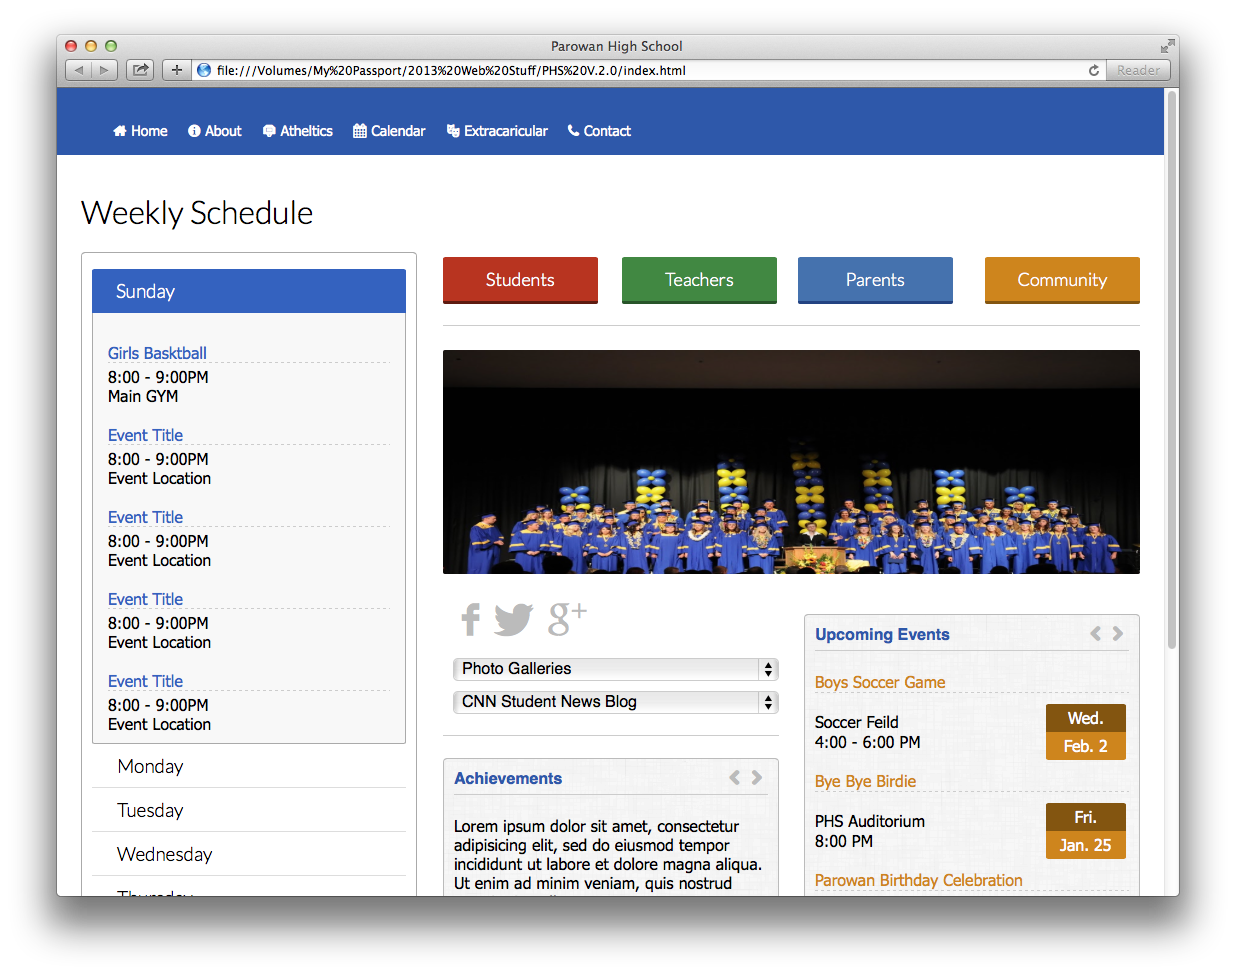 Parowan High School
file:///Volumes/My%20Passport/2013%20Web%20Stuff/PHS%20V.2.0/index.html
Reader
Home About Atheltics Calendar Extracaricular Contact
Weekly Schedule
Sunday
Girls Basktball
8:00 - 9:00PM
Main GYM
Event Title
8:00 - 9:00PM
Event Location
Event Title
8:00 - 9:00PM
Event Location
Event Title
8:00 - 9:00PM
Event Location
Event Title
8:00 - 9:00PM
Event Location
Monday
Tuesday
Wednesday
Thursday
Students Teachers Parents Community
f g+
Photo Galleries
CNN Student News Blog
Achievements
Lorem ipsum dolor sit amet, consectetur
adipisicing elit, sed do eiusmod tempor
incididunt ut labore et dolore magna aliqua.
Ut enim ad minim veniam, quis nostrud
Upcoming Events
Boys Soccer Game
Soccer Feild
4:00 - 6:00 PM
Wed.
Feb. 2
Bye Bye Birdie
PHS Auditorium
8:00 PM
Fri.
Jan. 25
Parowan Birthday Celebration